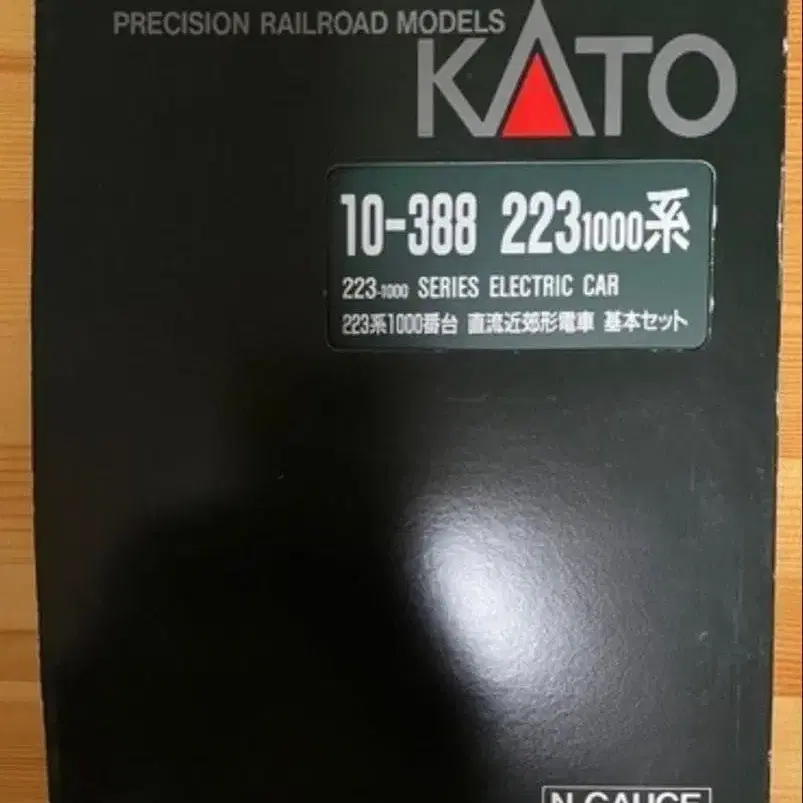 PRECISION RAILROAD MODELS
KATO
10-388 2231000系
223-1000 SERIES ELECTRIC CAR
223系1000番台 直流近郊形電車 基本セット
N GAUGE